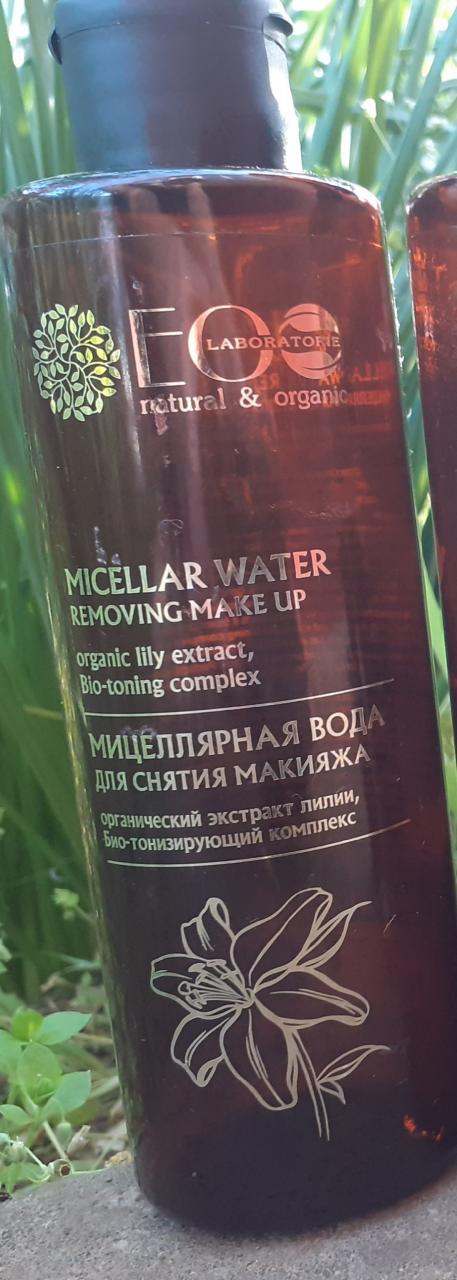 EO LABORATORIE
natural & organic
MICELLAR WATER
REMOVING MAKE UP
organic lily extract,
Bio-toning complex
МИЦЕЛЛЯРНАЯ ВОДА
ДЛЯ СНЯТИЯ МАКИЯЖА
органический экстракт лилии,
Био-тонизирующий комплекс